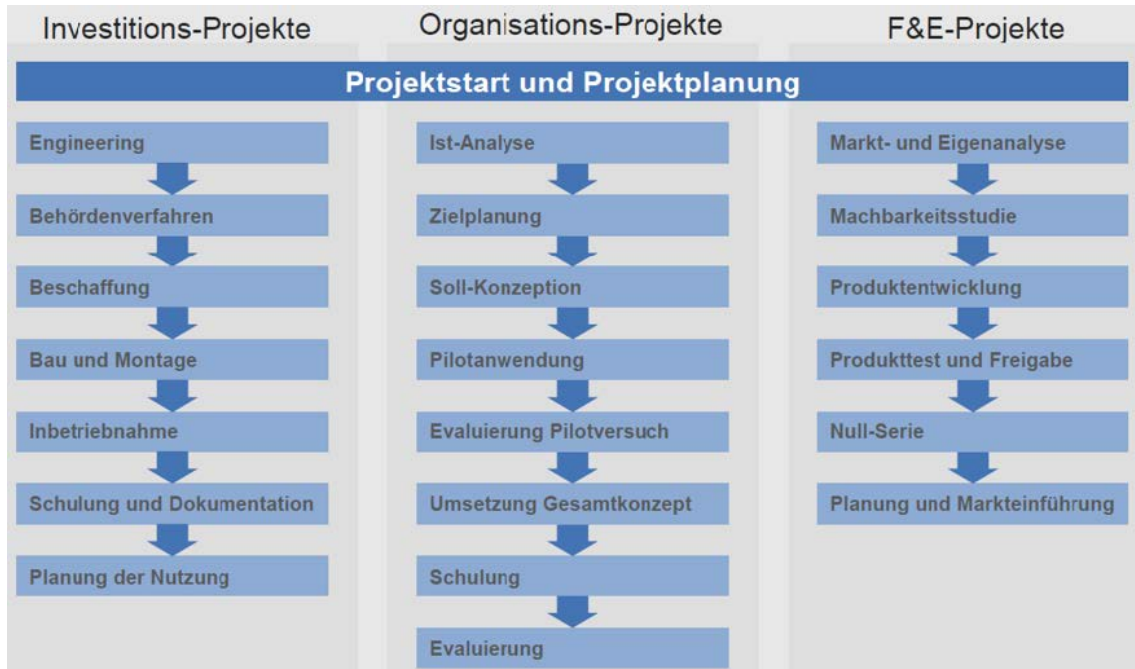 Investitions-Projekte
Organisations-Projekte
F&E-Projekte
Projektstart und Projektplanung
Engineering
Behördenverfahren
Beschaffung
Bau und Montage
Inbetriebnahme
Schulung und Dokumentation
Planung der Nutzung
Ist-Analyse
Zielplanung
Soll-Konzeption
Pilotanwendung
Evaluierung Pilotversuch
Umsetzung Gesamtkonzept
Schulung
Evaluierung
Markt- und Eigenanalyse
Machbarkeitsstudie
Produktentwicklung
Produkttest und Freigabe
Null-Serie
Planung und Markteinführung